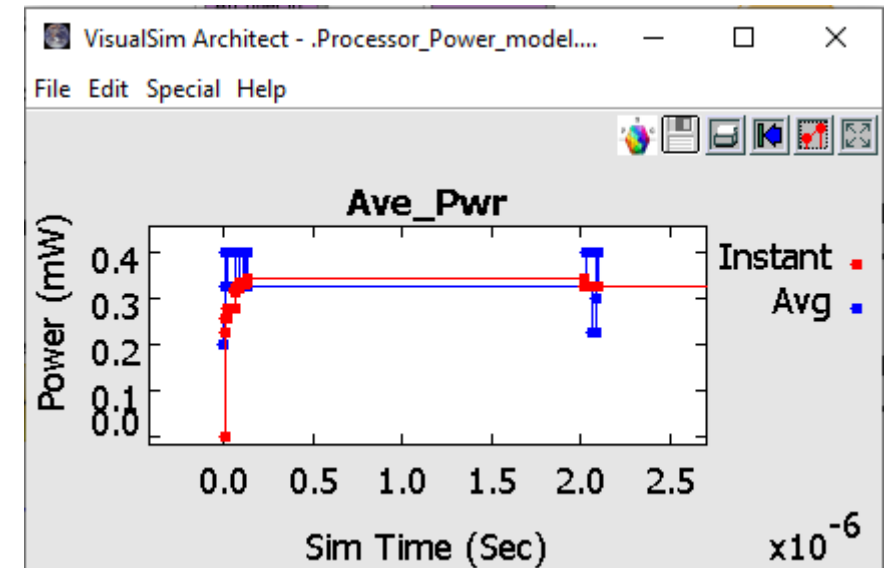 VisualSim Architect - .Processor_Power_model....
File Edit Special Help
Ave_Pwr
Power (mW)
0.4
0.3
0.2
0.1
0.0
Instant
Avg
0.0 0.5 1.0 1.5 2.0 2.5
Sim Time (Sec)
x10^-6